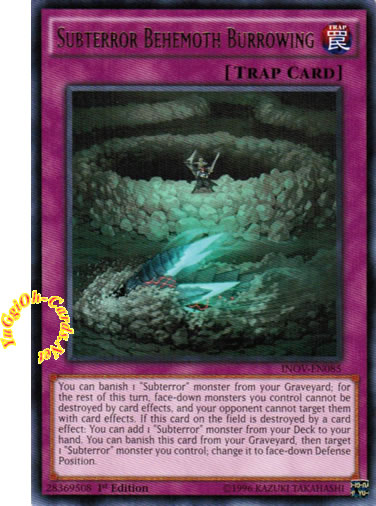 SUBTERROR BEHEMOTH BURROWING
TRAP
罠
[TRAP CARD]
YuGgiOh-Cards.Net
INOV-EN085
You can banish 1 "Subterror" monster from your Graveyard; for
the rest of this turn, face-down monsters you control cannot be
destroyed by card effects, and your opponent cannot target them
with card effects. If this card on the field is destroyed by a card
effect: You can add 1 "Subterror" monster from your Deck to your
hand. You can banish this card from your Graveyard, then target
1 "Subterror" monster you control; change it to face-down Defense
Position.
28369508 1st Edition ©1996 KAZUKI TAKAHASHI